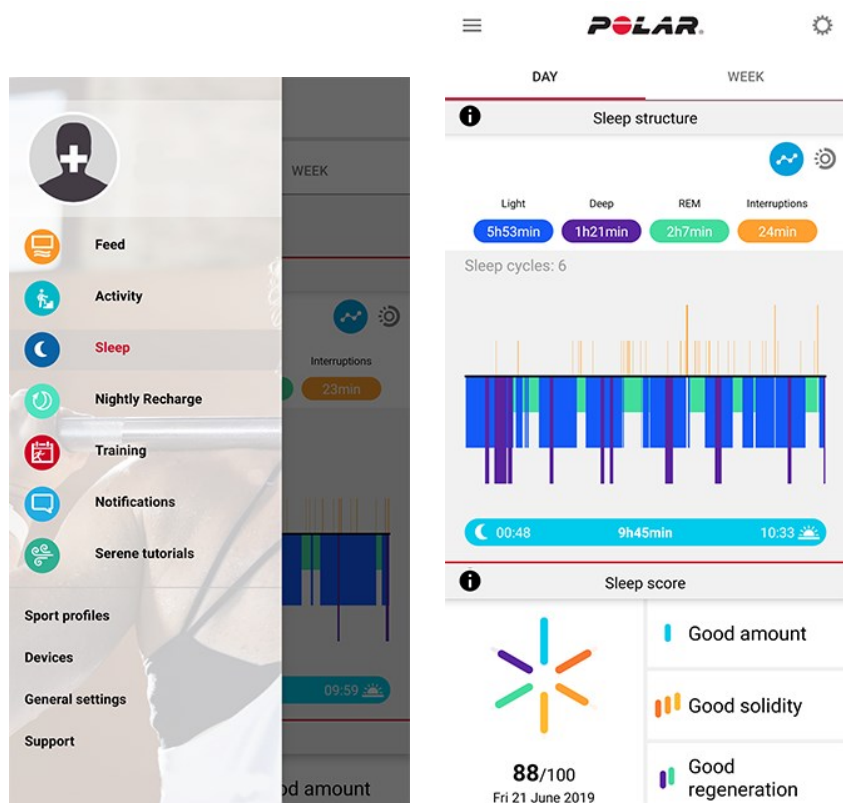 WEEK
Feed
Activity
Sleep
Interruptions
23min
Nightly Recharge
Training
Notifications
Serene tutorials
Sport profiles
Devices
General settings
09:59
Support
od amount
POLAR.
DAY WEEK
Sleep structure
Light Deep REM Interruptions
5h53min 1h21min 2h7min 24min
Sleep cycles: 6
00:48 9h45min 10:33
Sleep score
Good amount
Good solidity
88/100
Fri 21 June 2019
Good
regeneration